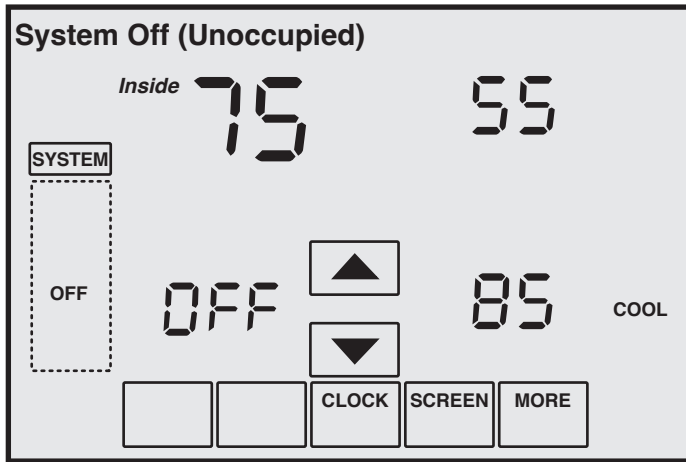 System Off (Unoccupied)
Inside 75 55
SYSTEM
OFF
OFF 85 COOL
CLOCK SCREEN MORE